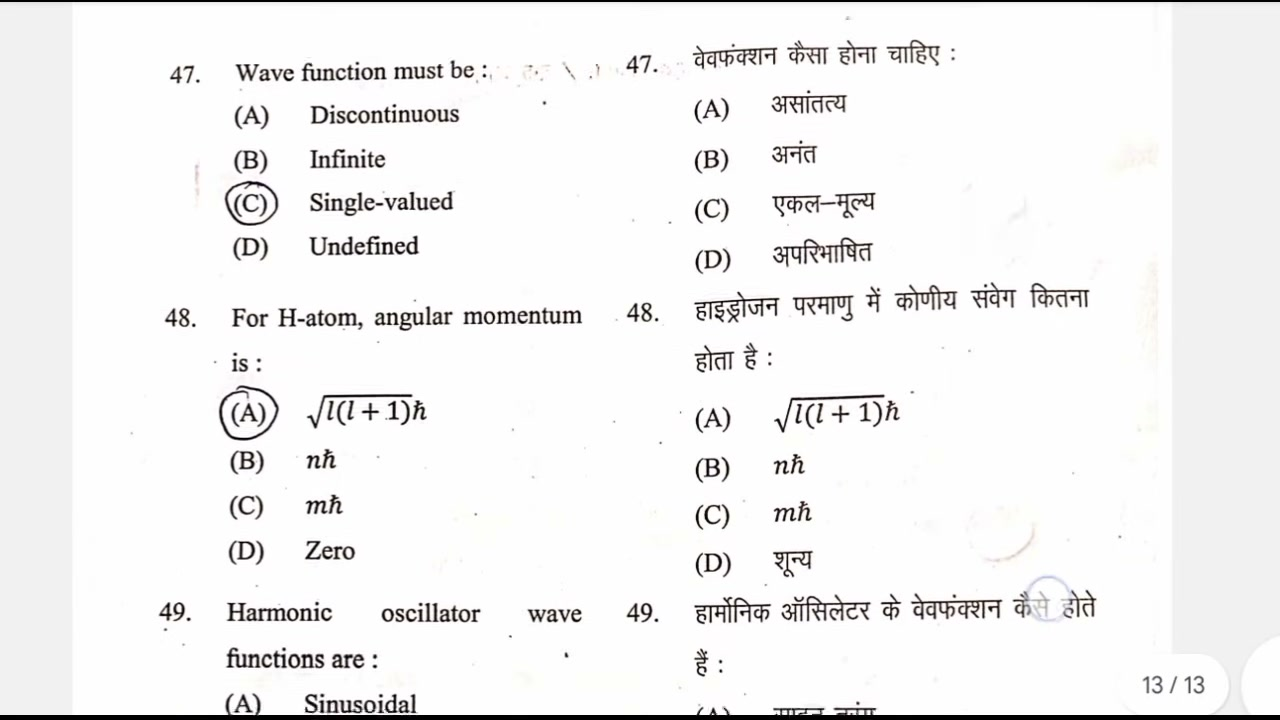 47. Wave function must be :
(A) Discontinuous
(B) Infinite
(C) Single-valued
(D) Undefined
48. For H-atom, angular momentum
is :
(A) √l(l + 1)ℏ
(B) nℏ
(C) mℏ
(D) Zero
49. Harmonic oscillator wave
functions are :
(A) Sinusoidal
47. वेवफंक्शन कैसा होना चाहिए :
(A) असांतत्य
(B) अनंत
(C) एकल–मूल्य
(D) अपरिभाषित
48. हाइड्रोजन परमाणु में कोणीय संवेग कितना
होता है :
(A) √l(l + 1)ℏ
(B) nℏ
(C) mℏ
(D) शून्य
49. हार्मोनिक ऑसिलेटर के वेवफंक्शन कैसे होते
हैं :
(A)
13 / 13